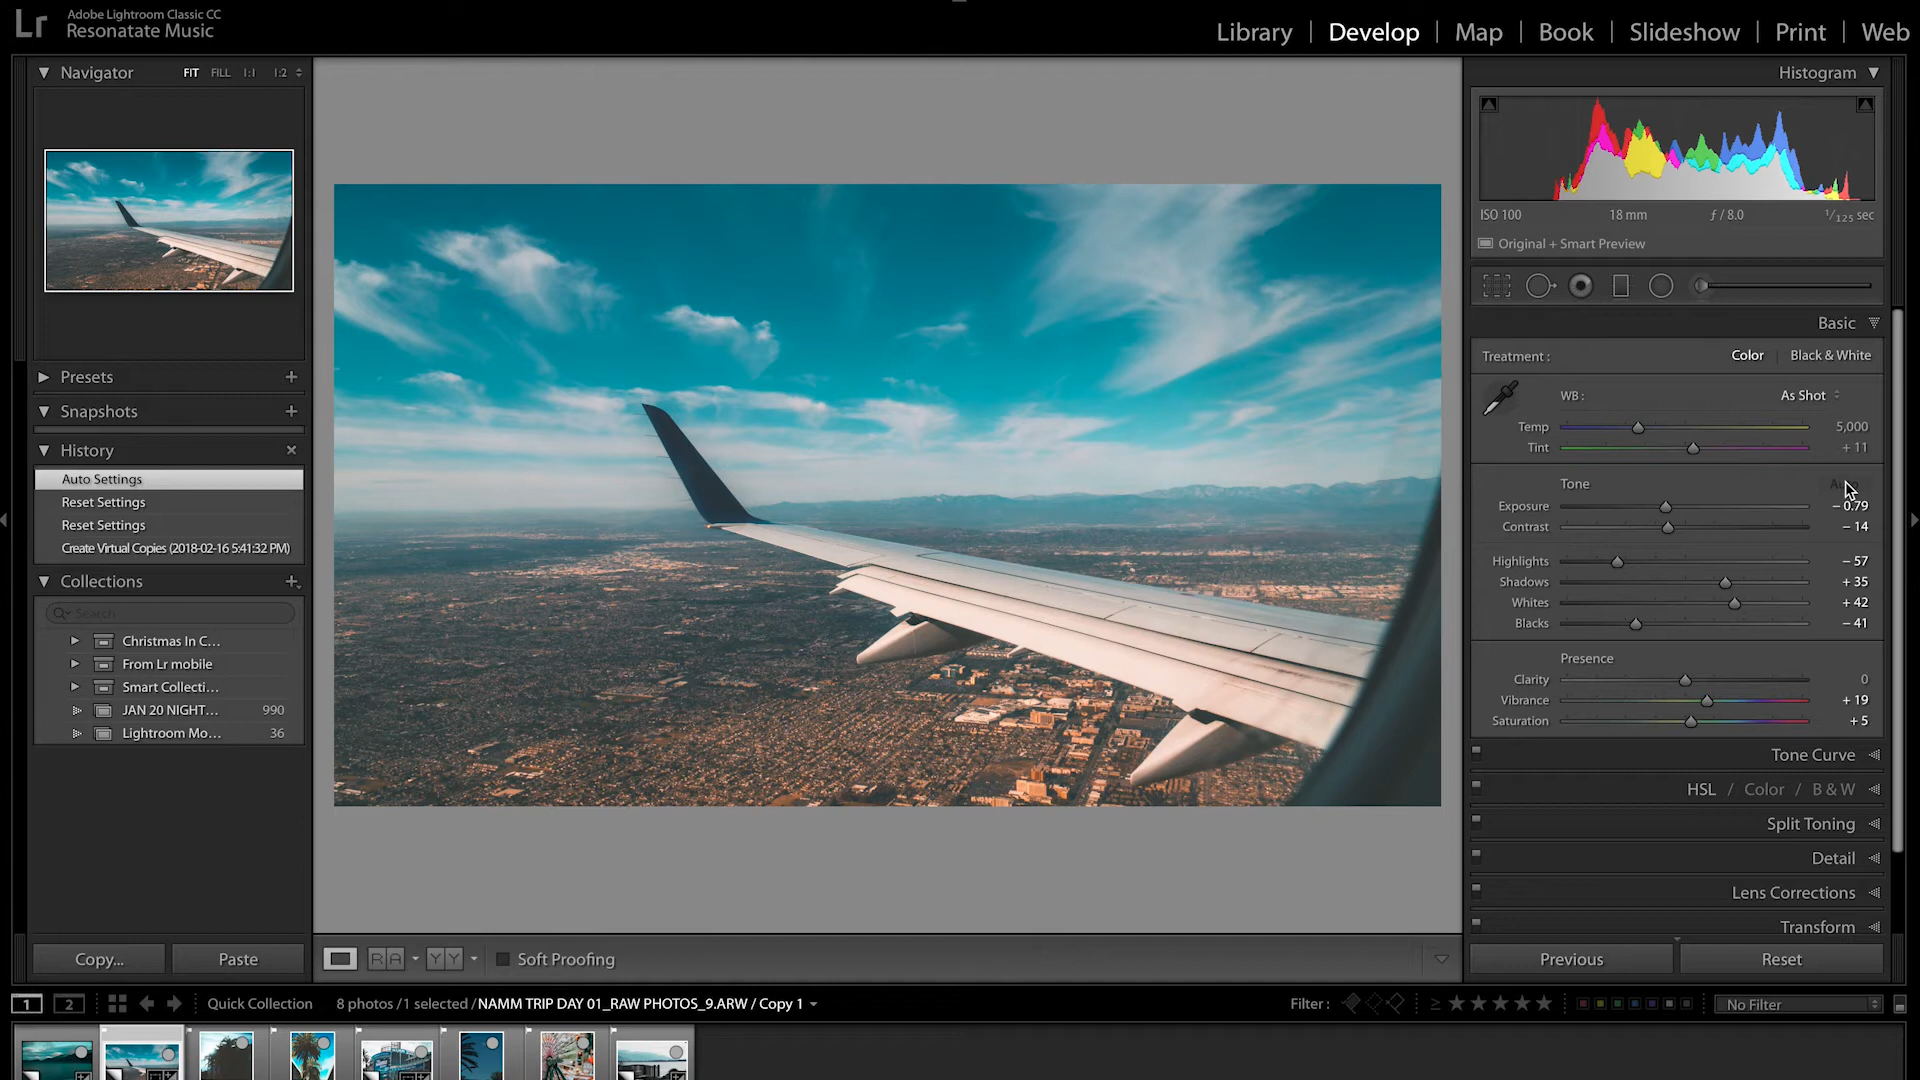 Lr
Adobe Lightroom Classic CC
Resonatate Music
Library | Develop | Map | Book | Slideshow | Print | Web
Navigator FIT FILL 1:1 1:2
Presets
Snapshots
History
Auto Settings
Reset Settings
Reset Settings
Create Virtual Copies (2018-02-16 5:41:32 PM)
Collections
Search
Christmas In C...
From Lr mobile
Smart Collecti...
JAN 20 NIGHT... 990
Lightroom Mo... 36
Copy... Paste
Histogram
ISO 100 18 mm ƒ / 8.0 1/125 sec
Original + Smart Preview
Basic
Treatment : Color Black & White
WB : As Shot
Temp 5,000
Tint + 11
Tone
Exposure − 0.79
Contrast − 14
Highlights − 57
Shadows + 35
Whites + 42
Blacks − 41
Presence
Clarity 0
Vibrance + 19
Saturation + 5
Tone Curve
HSL / Color / B & W
Split Toning
Detail
Lens Corrections
Transform
Previous Reset
R A Y Y Soft Proofing
1 2 Quick Collection 8 photos / 1 selected / NAMM TRIP DAY 01_RAW PHOTOS_9.ARW / Copy 1
Filter : ≥ ★★★★★ No Filter